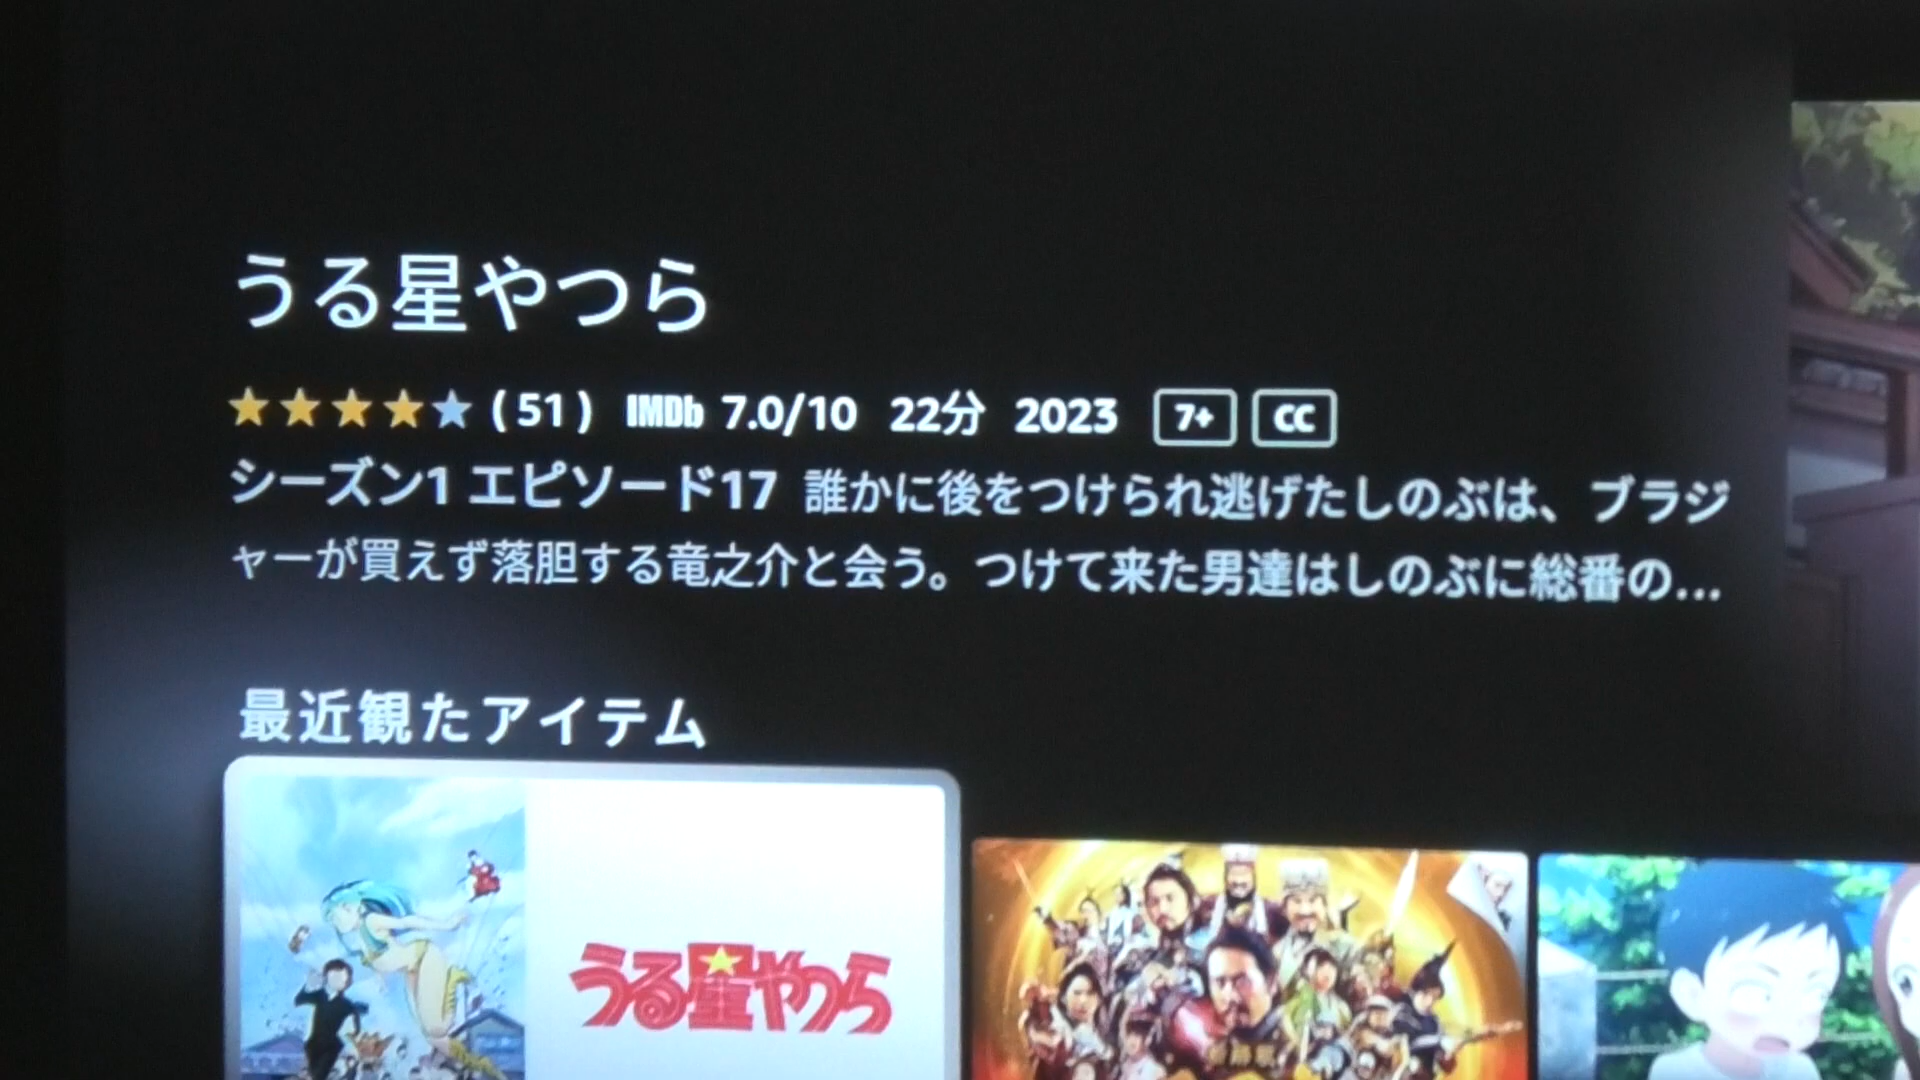 うる星やつら
(51) IMDb 7.0/10 22分 2023 7+ CC
シーズン1 エピソード17 誰かに後をつけられ逃げたしのぶは、ブラジ
ャーが買えず落胆する竜之介と会う。つけて来た男達はしのぶに総番の...
最近観たアイテム
うる星やつら